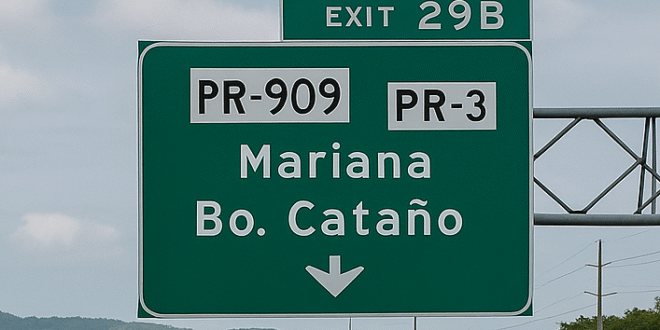 EXIT 29B
PR-909 PR-3
Mariana
Bo. Cataño